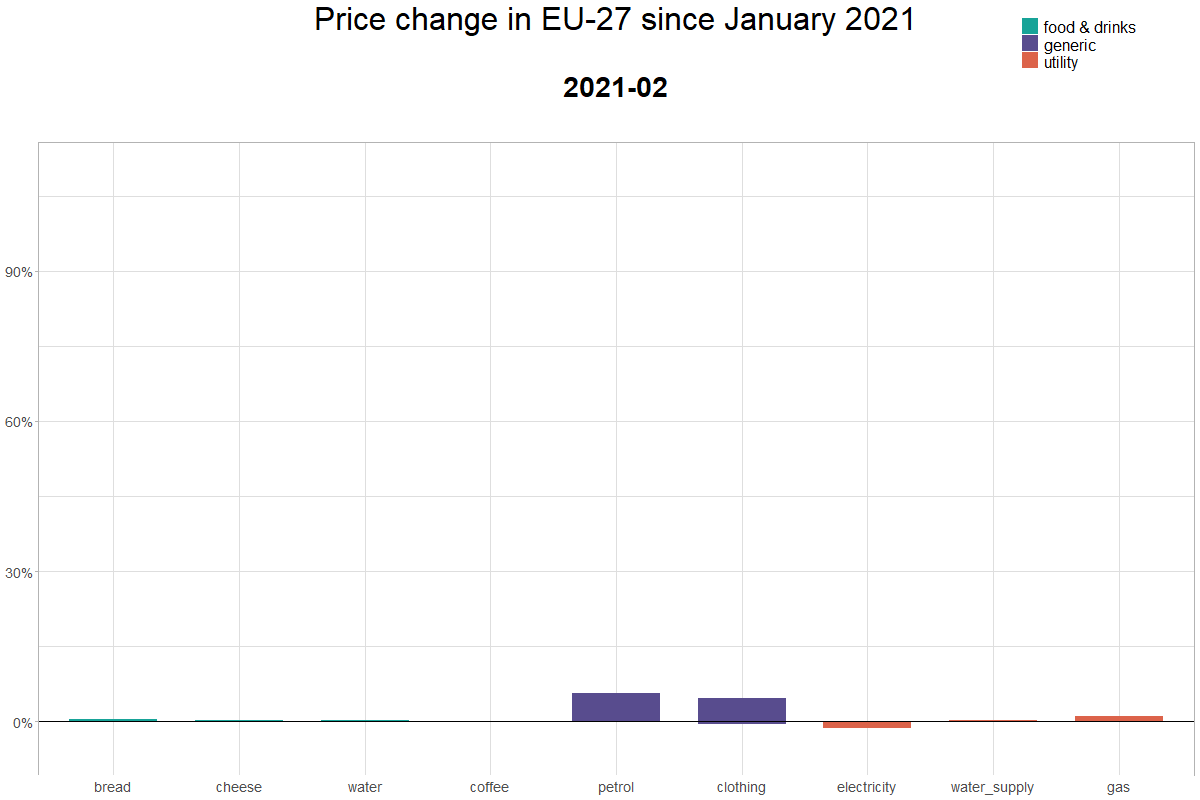 Price change in EU-27 since January 2021
food & drinks
generic
utility
2021-02
90%
60%
30%
0%
bread cheese water coffee petrol clothing electricity water_supply gas